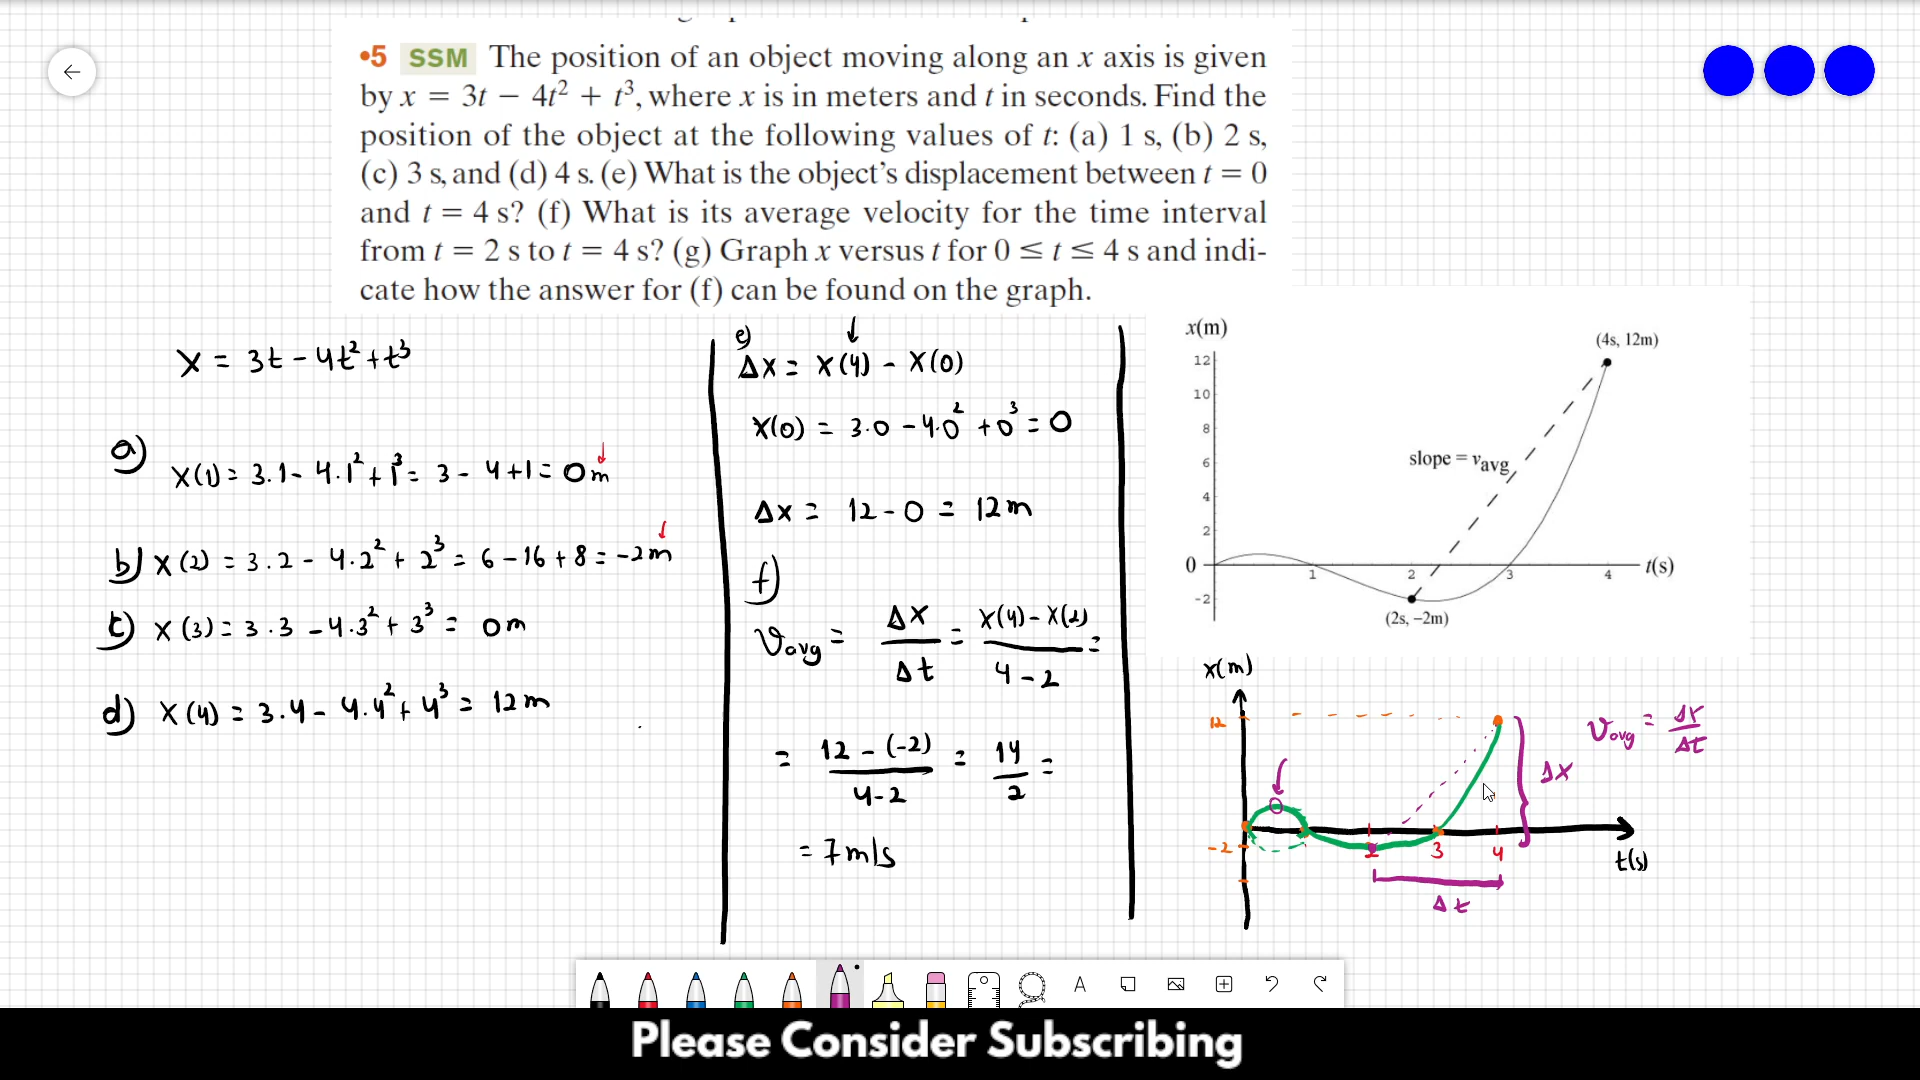 •5 SSM The position of an object moving along an x axis is given
by x = 3t − 4t² + t³, where x is in meters and t in seconds. Find the
position of the object at the following values of t: (a) 1 s, (b) 2 s,
(c) 3 s, and (d) 4 s. (e) What is the object's displacement between t = 0
and t = 4 s? (f) What is its average velocity for the time interval
from t = 2 s to t = 4 s? (g) Graph x versus t for 0 ≤ t ≤ 4 s and indi-
cate how the answer for (f) can be found on the graph.
x = 3t − 4t² + t³
a)
x(1) = 3.1 − 4.1² + 1³ = 3 − 4 + 1 = 0m
b) x(2) = 3.2 − 4.2² + 2³ = 6 − 16 + 8 = −2m
c) x(3) = 3.3 − 4.3² + 3³ = 0m
d) x(4) = 3.4 − 4.4² + 4³ = 12m
e)
Δx = x(4) − x(0)
x(0) = 3.0 − 4.0² + 0³ = 0
Δx = 12 − 0 = 12m
f)
Vavg = Δx/Δt = x(4) − x(2)/4 − 2 =
= 12 − (−2)/4 − 2 = 14/2 =
= 7m/s
x(m)
(4s, 12m)
12
10
8
6
slope = vavg
4
2
0
1
2
3
4
t(s)
−2
(2s, −2m)
x(m)
12
Vavg = Δx/Δt
Δx
−2
2
3
4
t(s)
Δt
A
Please Consider Subscribing